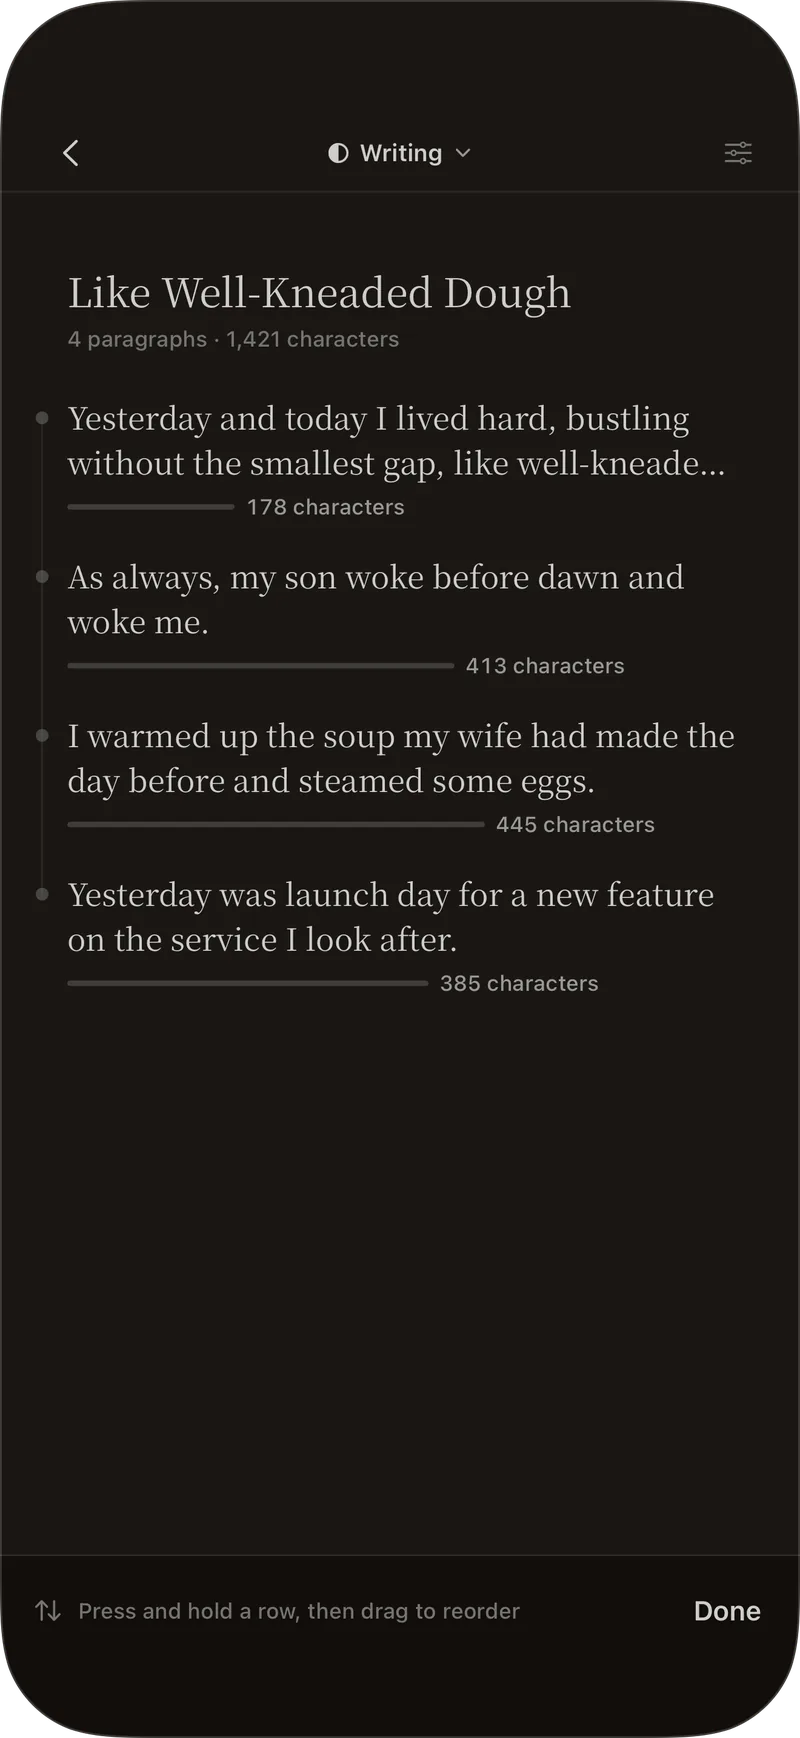 Writing
Like Well-Kneaded Dough
4 paragraphs · 1,421 characters
Yesterday and today I lived hard, bustling
without the smallest gap, like well-kneade...
178 characters
As always, my son woke before dawn and
woke me.
413 characters
I warmed up the soup my wife had made the
day before and steamed some eggs.
445 characters
Yesterday was launch day for a new feature
on the service I look after.
385 characters
Press and hold a row, then drag to reorder
Done